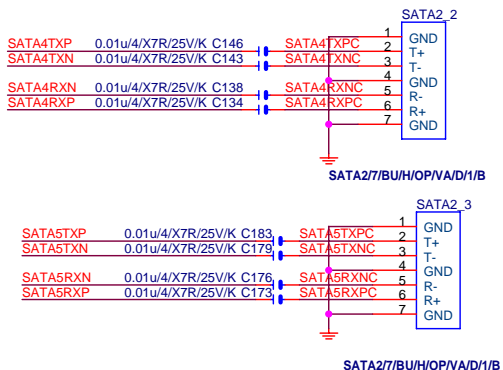 SATA2_2
1 GND
SATA4TXP 0.01u/4/X7R/25V/K C146 SATA4TXPC 2 T+
SATA4TXN 0.01u/4/X7R/25V/K C143 SATA4TXNC 3 T-
4 GND
SATA4RXN 0.01u/4/X7R/25V/K C138 SATA4RXNC 5 R-
SATA4RXP 0.01u/4/X7R/25V/K C134 SATA4RXPC 6 R+
7 GND
SATA2/7/BU/H/OP/VA/D/1/B
SATA2_3
1 GND
SATA5TXP 0.01u/4/X7R/25V/K C183 SATA5TXPC 2 T+
SATA5TXN 0.01u/4/X7R/25V/K C179 SATA5TXNC 3 T-
4 GND
SATA5RXN 0.01u/4/X7R/25V/K C176 SATA5RXNC 5 R-
SATA5RXP 0.01u/4/X7R/25V/K C173 SATA5RXPC 6 R+
7 GND
SATA2/7/BU/H/OP/VA/D/1/B